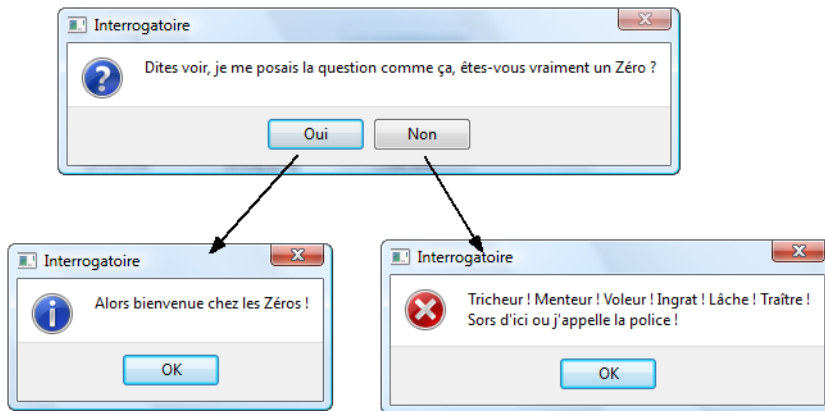 Interrogatoire
Dites voir, je me posais la question comme ça, êtes-vous vraiment un Zéro ?
Oui
Non
Interrogatoire
Alors bienvenue chez les Zéros !
OK
Interrogatoire
Tricheur ! Menteur ! Voleur ! Ingrat ! Lâche ! Traître !
Sors d'ici ou j'appelle la police !
OK